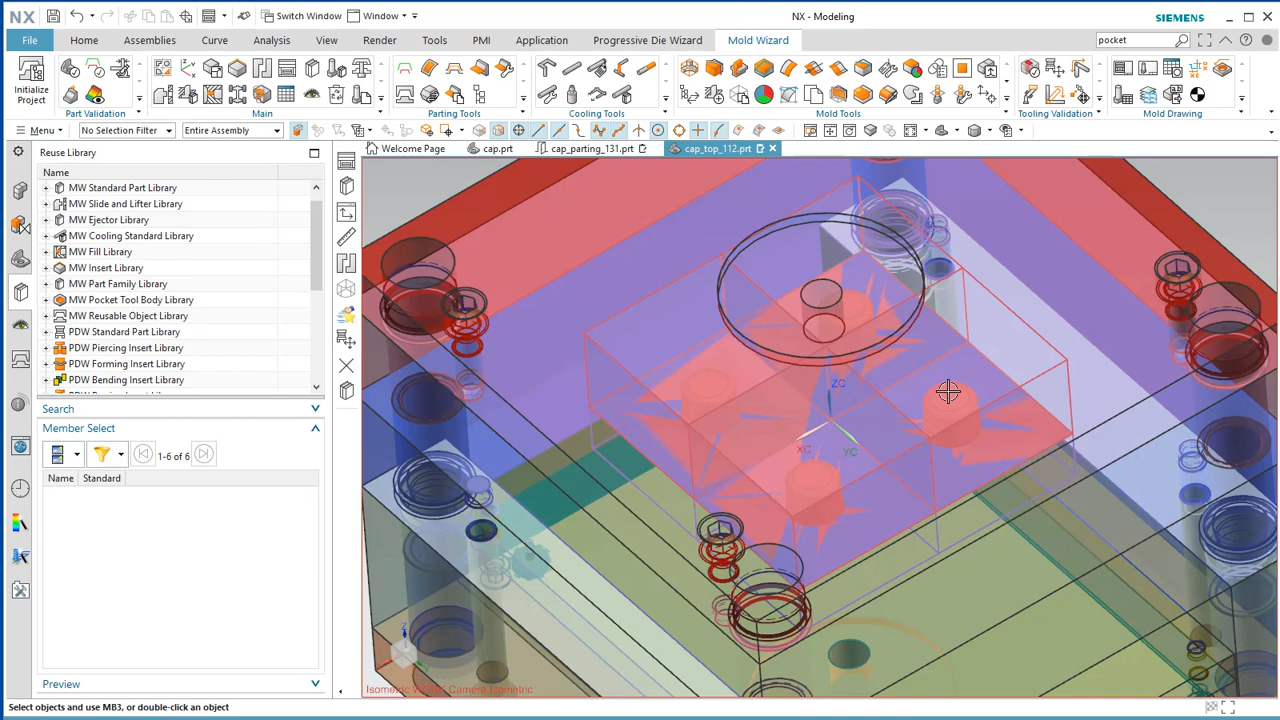 NX
Switch Window
Window
NX - Modeling
SIEMENS
File
Home
Assemblies
Curve
Analysis
View
Render
Tools
PMI
Application
Progressive Die Wizard
Mold Wizard
pocket
Initialize
Project
Part Validation
Main
Parting Tools
Cooling Tools
Mold Tools
Tooling Validation
Mold Drawing
Menu
No Selection Filter
Entire Assembly
Reuse Library
Welcome Page
cap.prt
cap_parting_131.prt
cap_top_112.prt
Name
MW Standard Part Library
MW Slide and Lifter Library
MW Ejector Library
MW Cooling Standard Library
MW Fill Library
MW Insert Library
MW Part Family Library
MW Pocket Tool Body Library
MW Reusable Object Library
PDW Standard Part Library
PDW Piercing Insert Library
PDW Forming Insert Library
PDW Bending Insert Library
Search
Member Select
1-6 of 6
Name
Standard
Preview
ZC
XC
YC
Z
Camera Isometric
Select objects and use MB3, or double-click an object